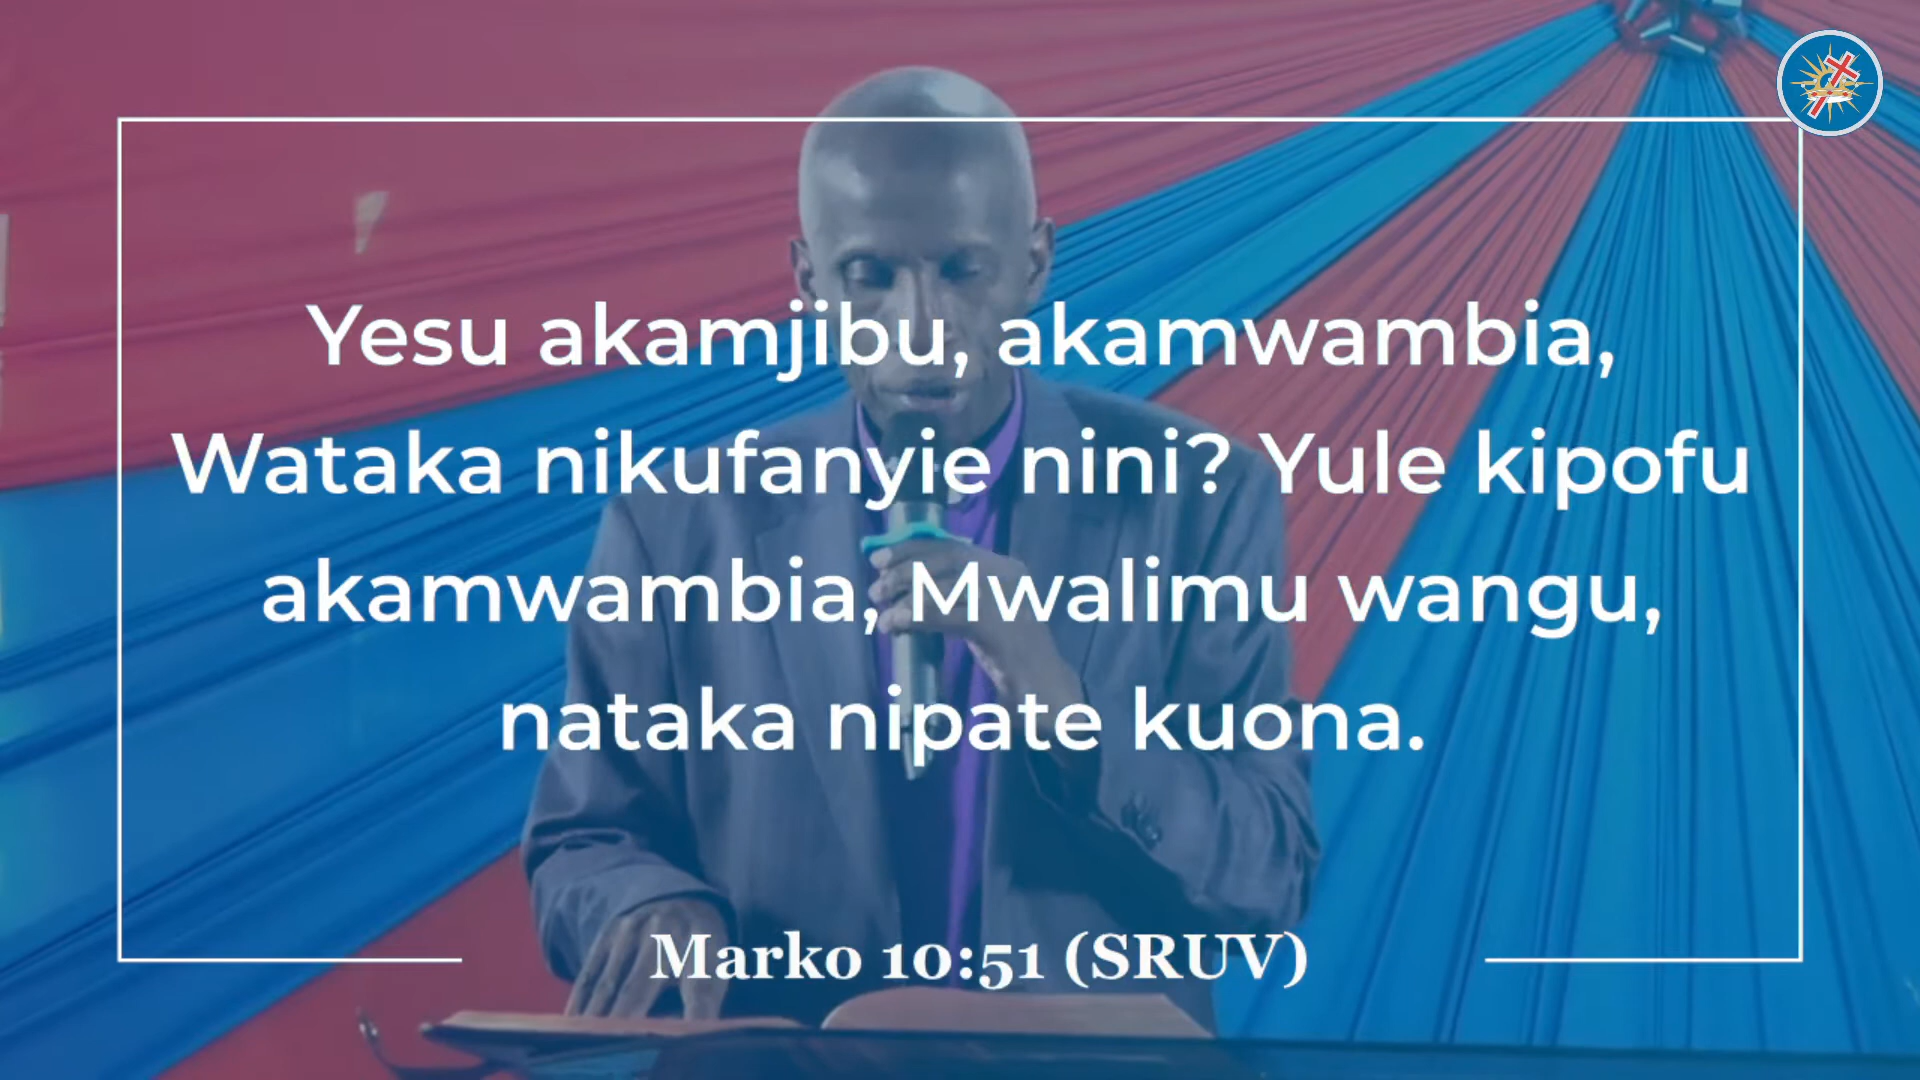 Yesu akamjibu, akamwambia,
Wataka nikufanyie nini? Yule kipofu
akamwambia, Mwalimu wangu,
nataka nipate kuona.
Marko 10:51 (SRUV)